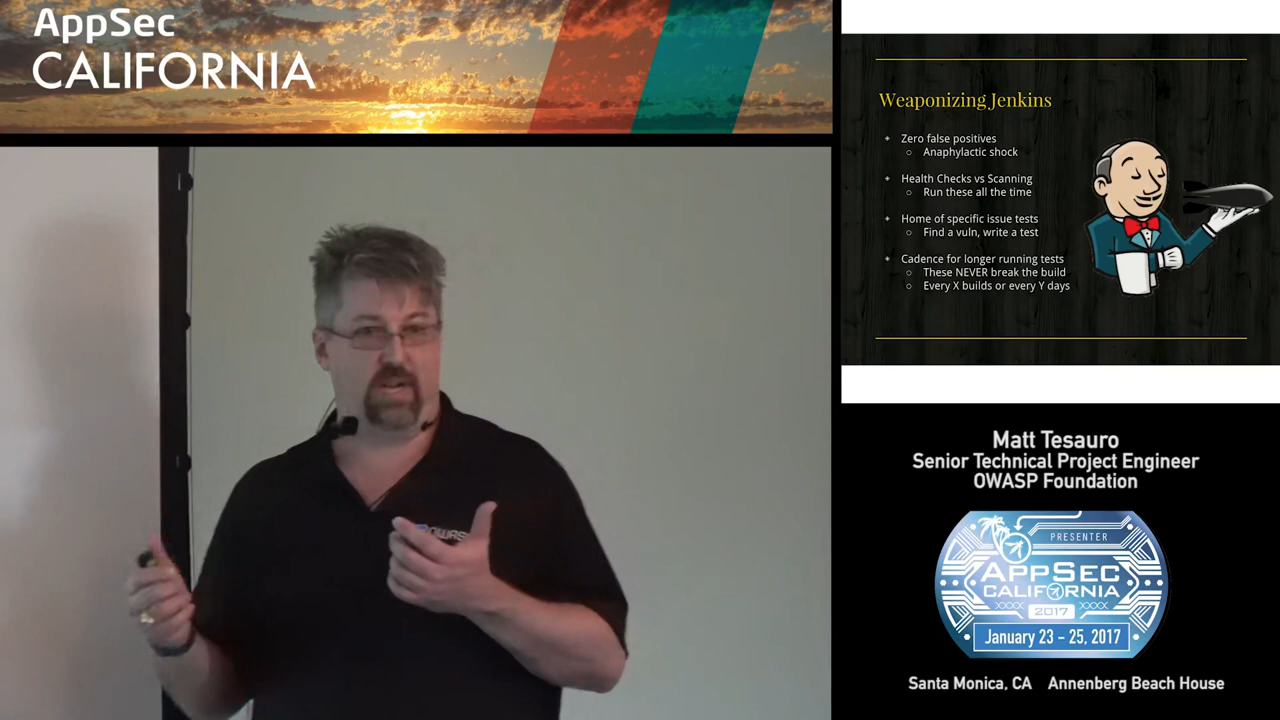 AppSec
CALIFORNIA
Weaponizing Jenkins
Zero false positives
Anaphylactic shock
Health Checks vs Scanning
Run these all the time
Home of specific issue tests
Find a vuln, write a test
Cadence for longer running tests
These NEVER break the build
Every X builds or every Y days
OWAS
Matt Tesauro
Senior Technical Project Engineer
OWASP Foundation
PRESENTER
APPSEC
CALIFORNIA
XXXX 2017 XXXX
January 23 - 25, 2017
Santa Monica, CA Annenberg Beach House